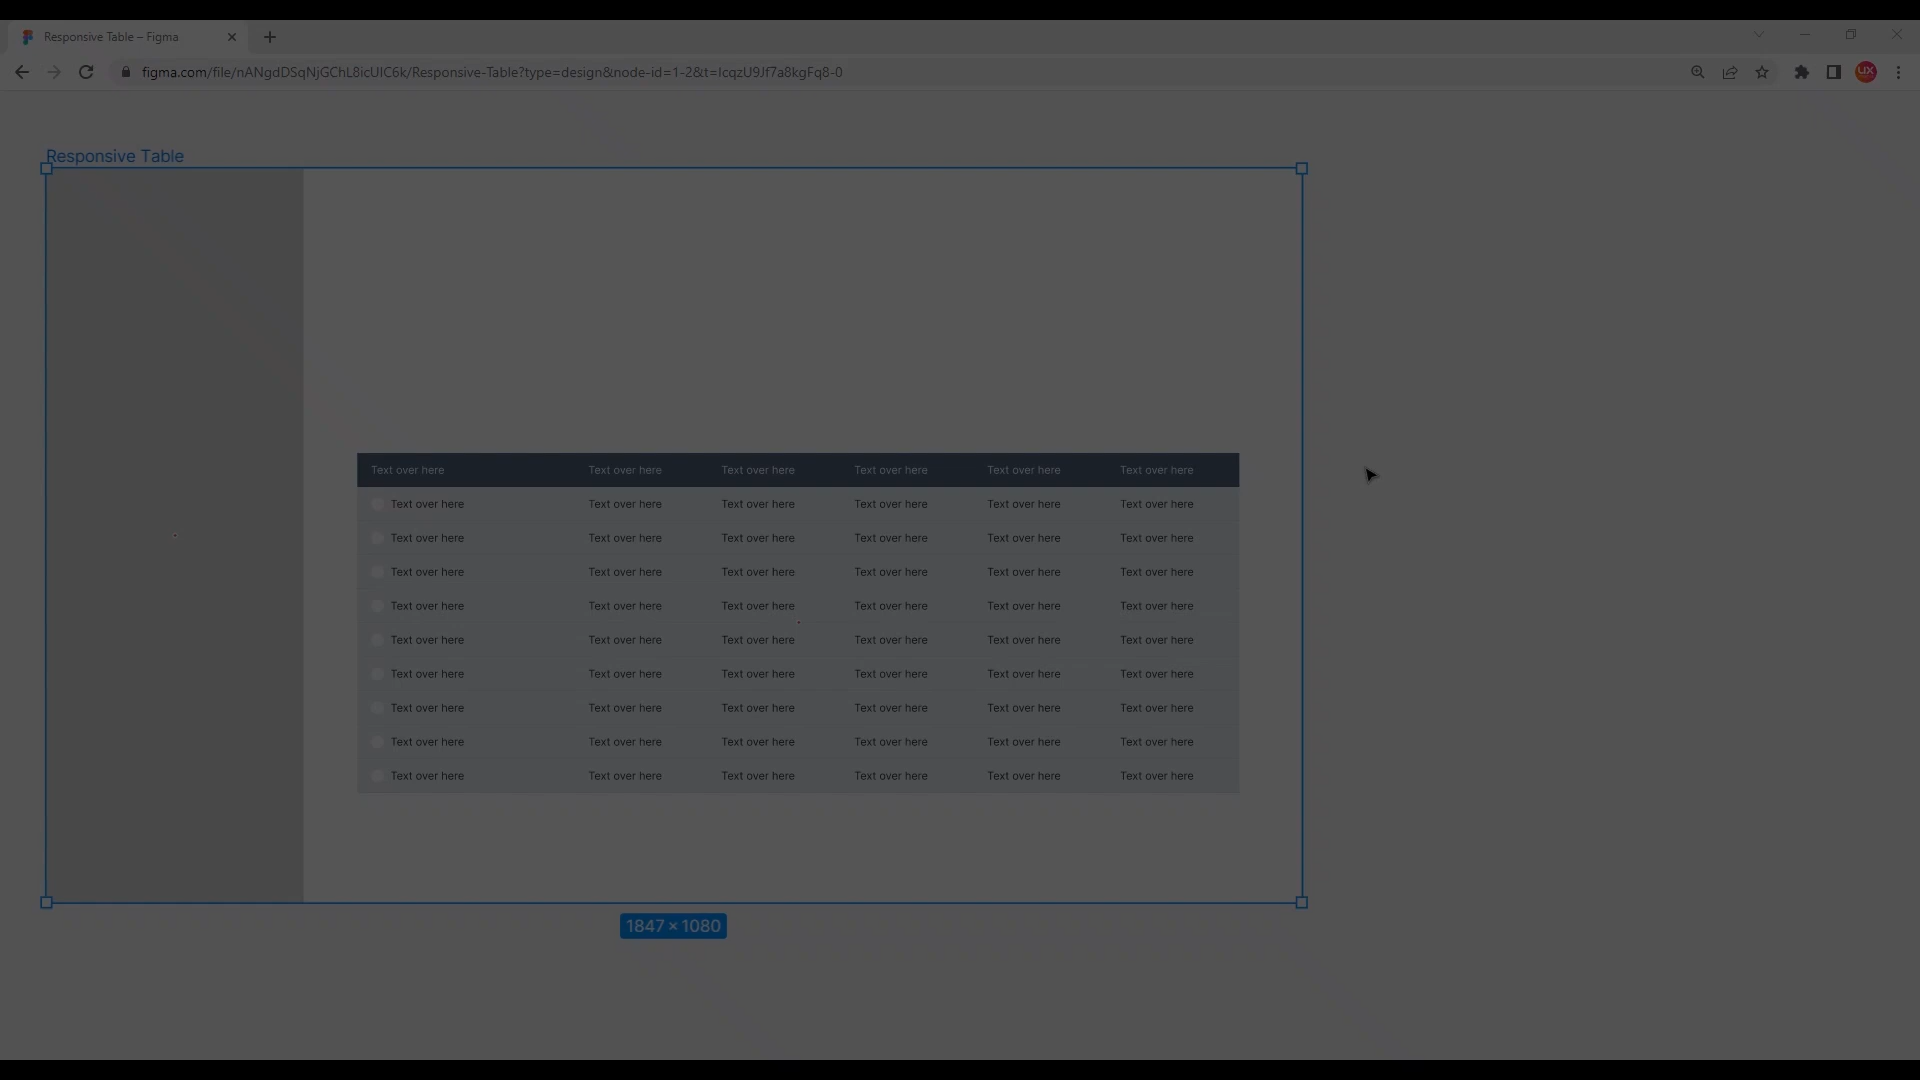 Responsive Table – Figma
figma.com/file/nANgdDSqNjGChL8icUIC6k/Responsive-Table?type=design&node-id=1-2&t=IcqzU9Jf7a8kgFq8-0
UX
Responsive Table
Text over here Text over here Text over here Text over here Text over here Text over here
Text over here Text over here Text over here Text over here Text over here Text over here
Text over here Text over here Text over here Text over here Text over here Text over here
Text over here Text over here Text over here Text over here Text over here Text over here
Text over here Text over here Text over here Text over here Text over here Text over here
Text over here Text over here Text over here Text over here Text over here Text over here
Text over here Text over here Text over here Text over here Text over here Text over here
Text over here Text over here Text over here Text over here Text over here Text over here
Text over here Text over here Text over here Text over here Text over here Text over here
Text over here Text over here Text over here Text over here Text over here Text over here
1847 × 1080